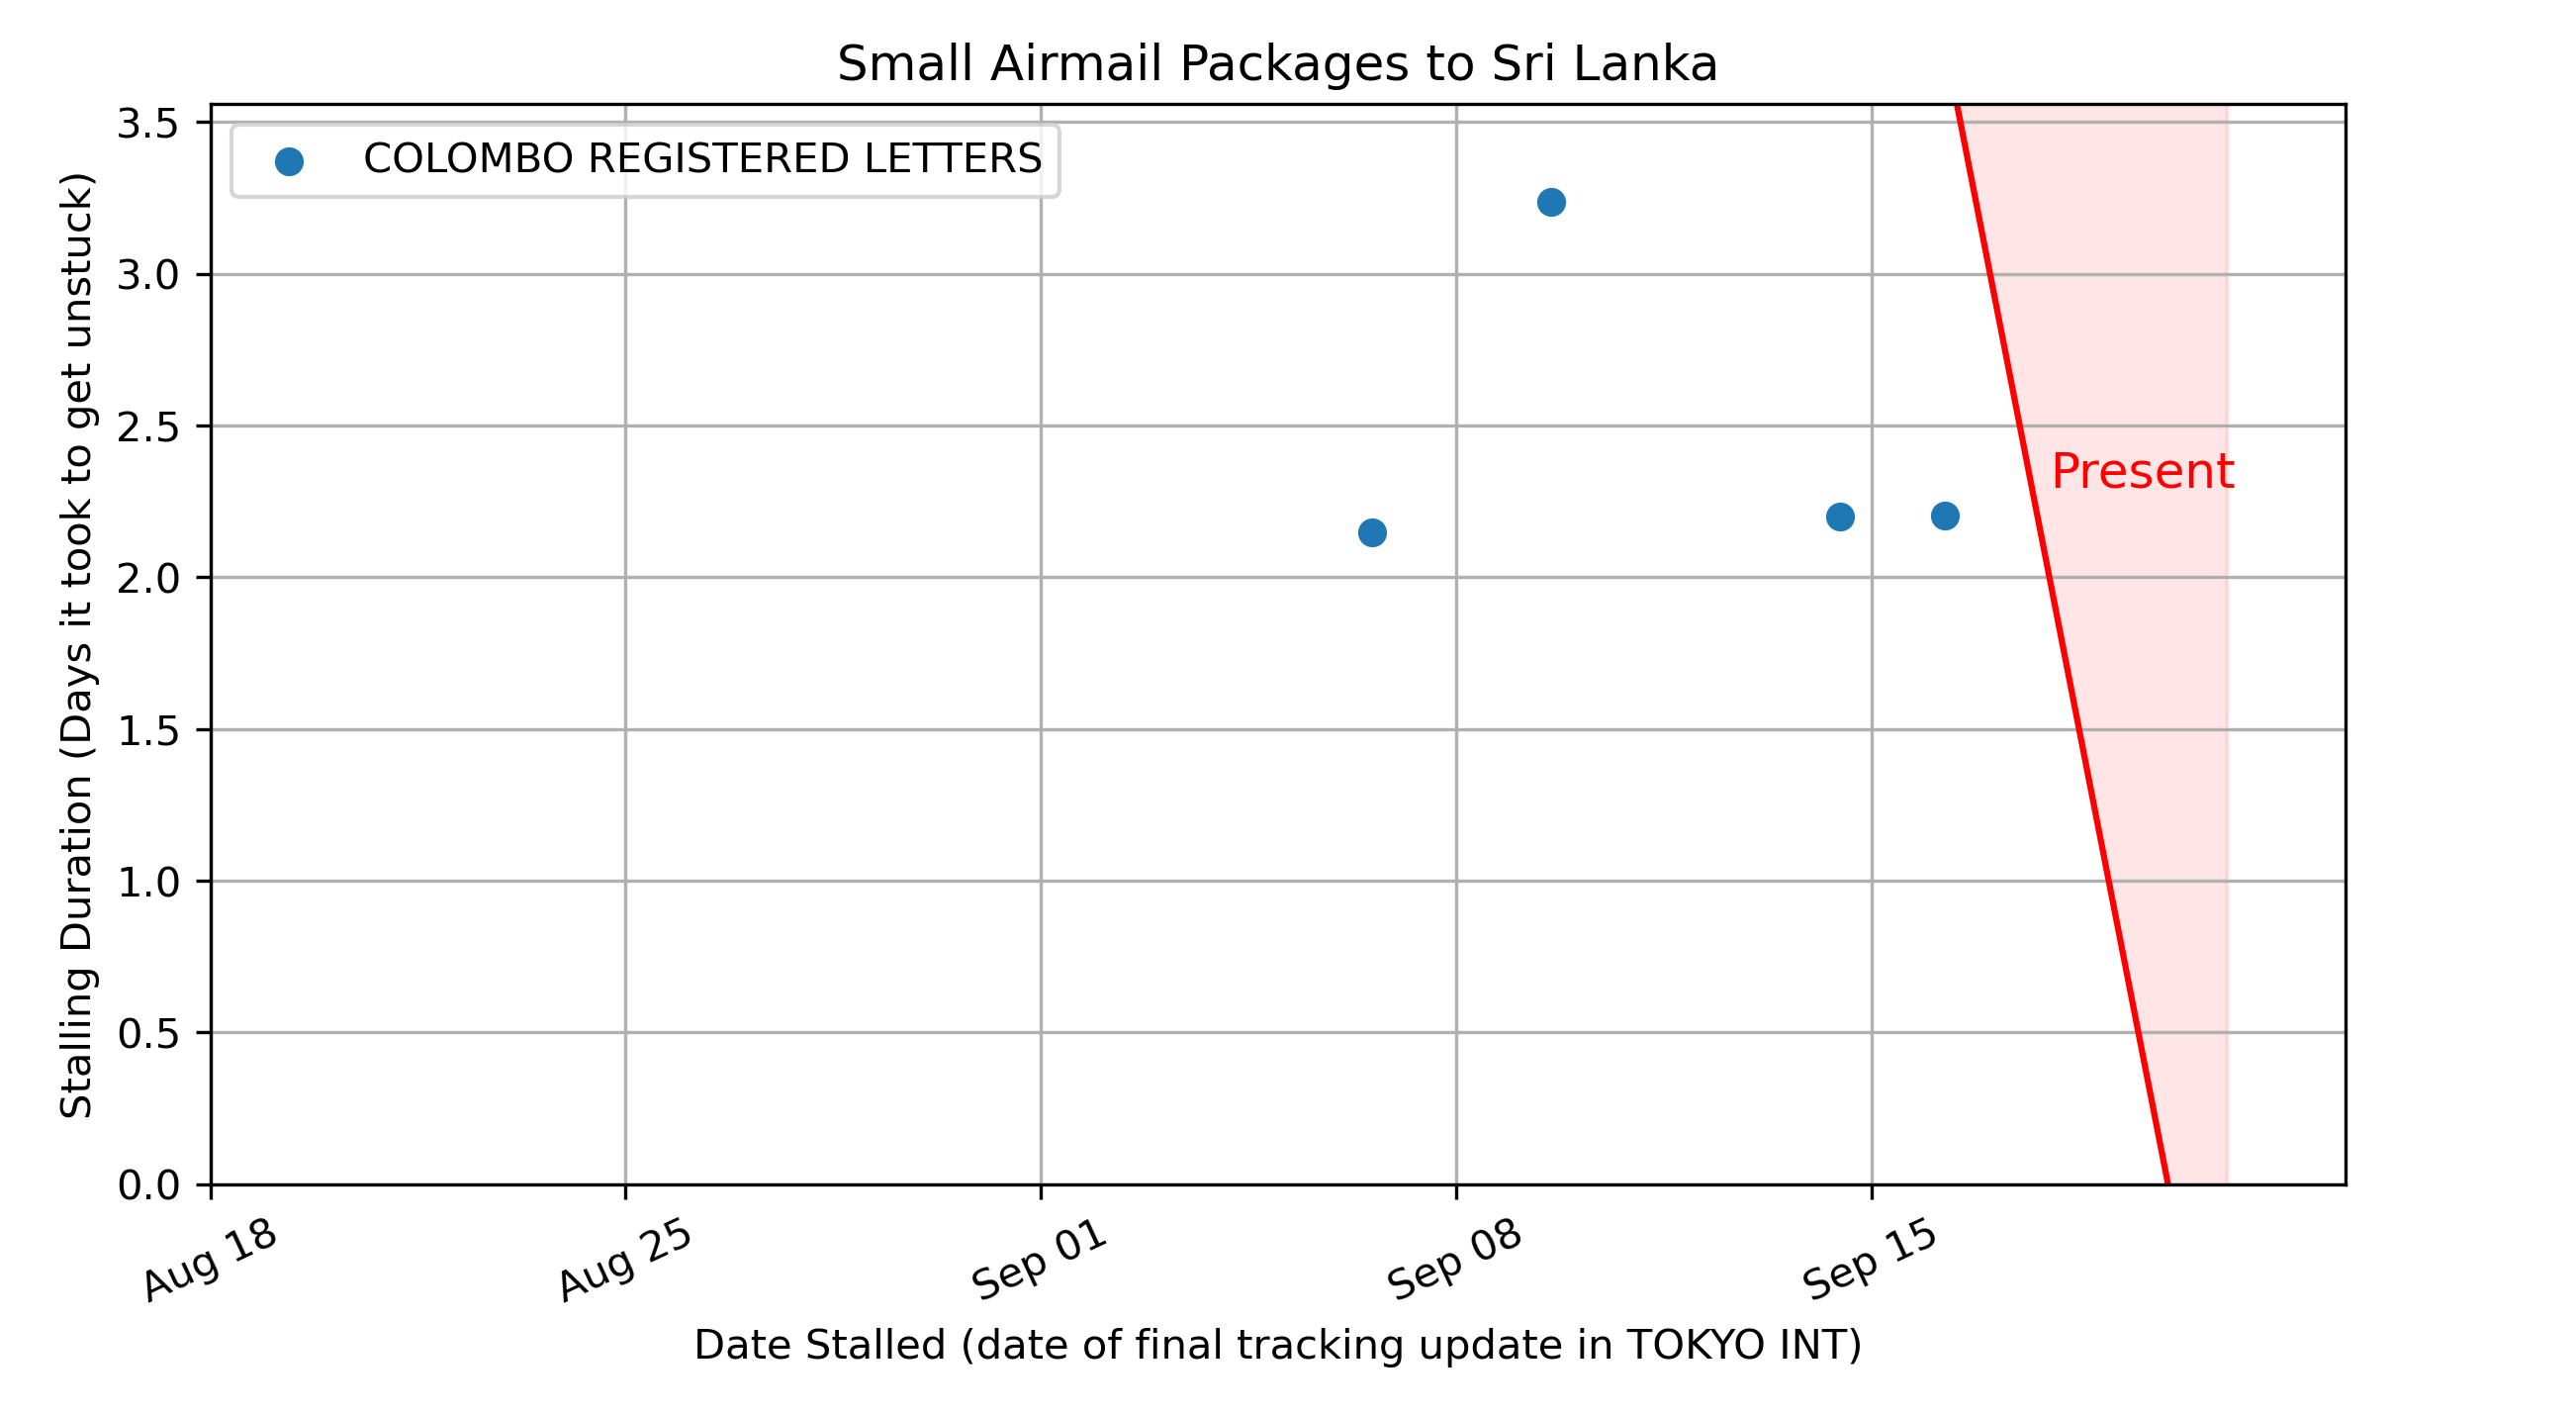 Small Airmail Packages to Sri Lanka
Stalling Duration (Days it took to get unstuck)
3.5
3.0
2.5
2.0
1.5
1.0
0.5
0.0
COLOMBO REGISTERED LETTERS
Present
Aug 18
Aug 25
Sep 01
Sep 08
Sep 15
Date Stalled (date of final tracking update in TOKYO INT)